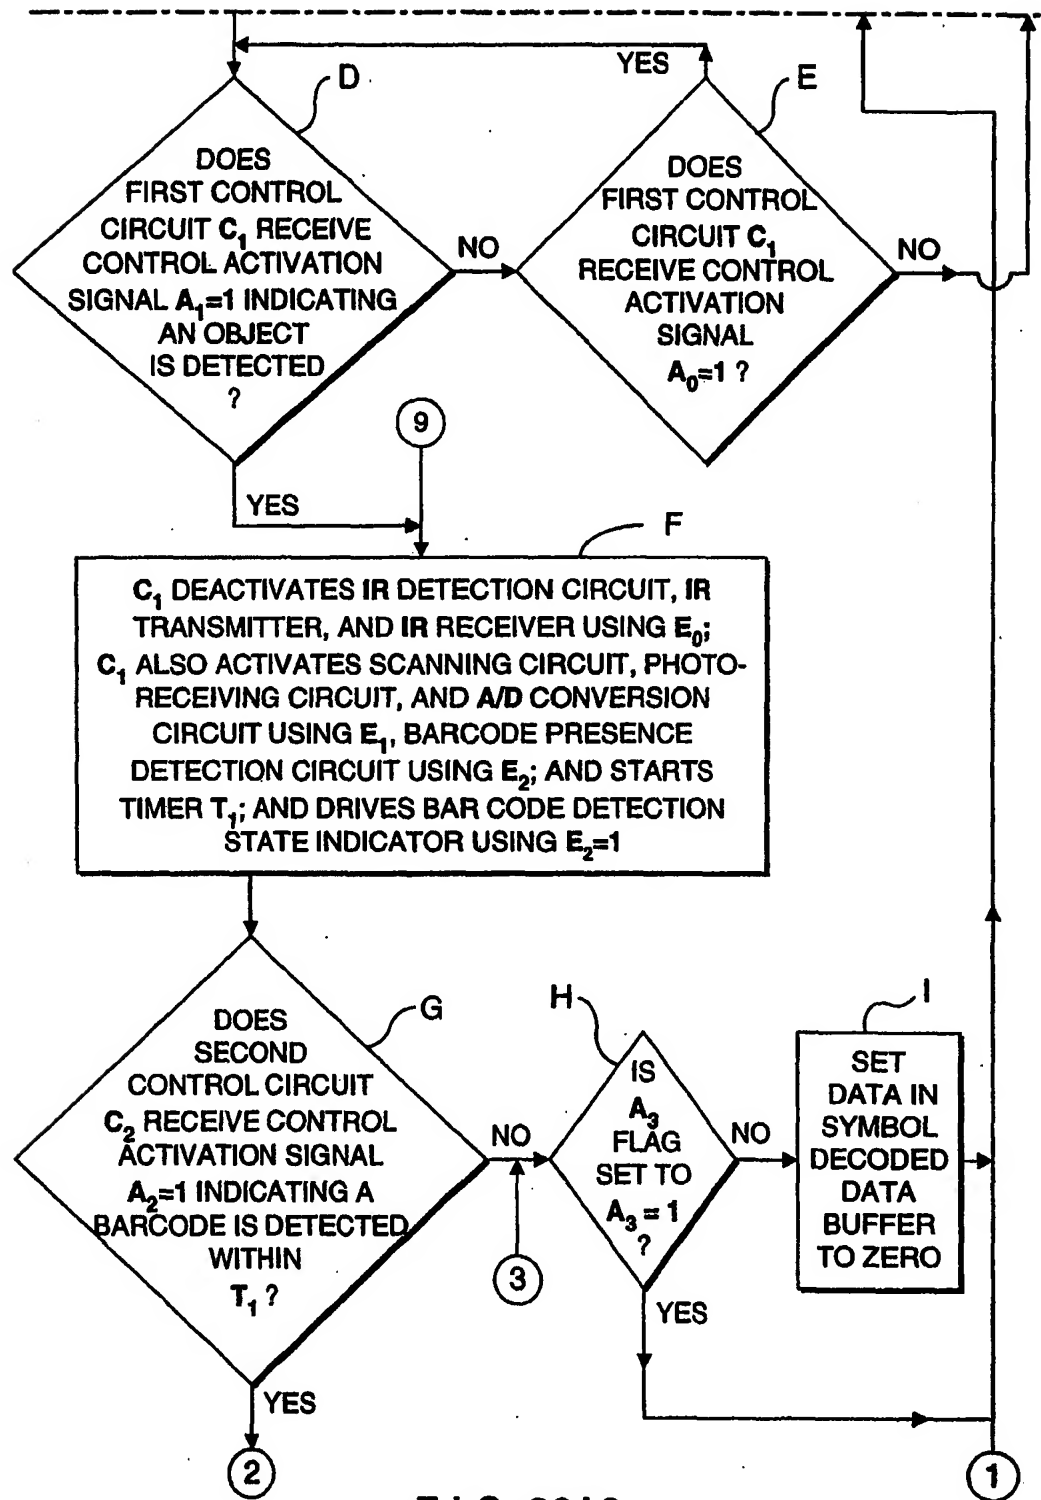 D
DOES
FIRST CONTROL
CIRCUIT C1 RECEIVE
CONTROL ACTIVATION
SIGNAL A1=1 INDICATING
AN OBJECT
IS DETECTED
?
NO
YES
YES
E
DOES
FIRST CONTROL
CIRCUIT C1
RECEIVE CONTROL
ACTIVATION
SIGNAL
A0=1 ?
NO
9
F
C1 DEACTIVATES IR DETECTION CIRCUIT, IR
TRANSMITTER, AND IR RECEIVER USING E0;
C1 ALSO ACTIVATES SCANNING CIRCUIT, PHOTO-
RECEIVING CIRCUIT, AND A/D CONVERSION
CIRCUIT USING E1, BARCODE PRESENCE
DETECTION CIRCUIT USING E2; AND STARTS
TIMER T1; AND DRIVES BAR CODE DETECTION
STATE INDICATOR USING E2=1
G
DOES
SECOND
CONTROL CIRCUIT
C2 RECEIVE CONTROL
ACTIVATION SIGNAL
A2=1 INDICATING A
BARCODE IS DETECTED
WITHIN
T1 ?
NO
YES
3
2
H
IS
A3
FLAG
SET TO
A3 = 1
?
NO
YES
I
SET
DATA IN
SYMBOL
DECODED
DATA
BUFFER
TO ZERO
1